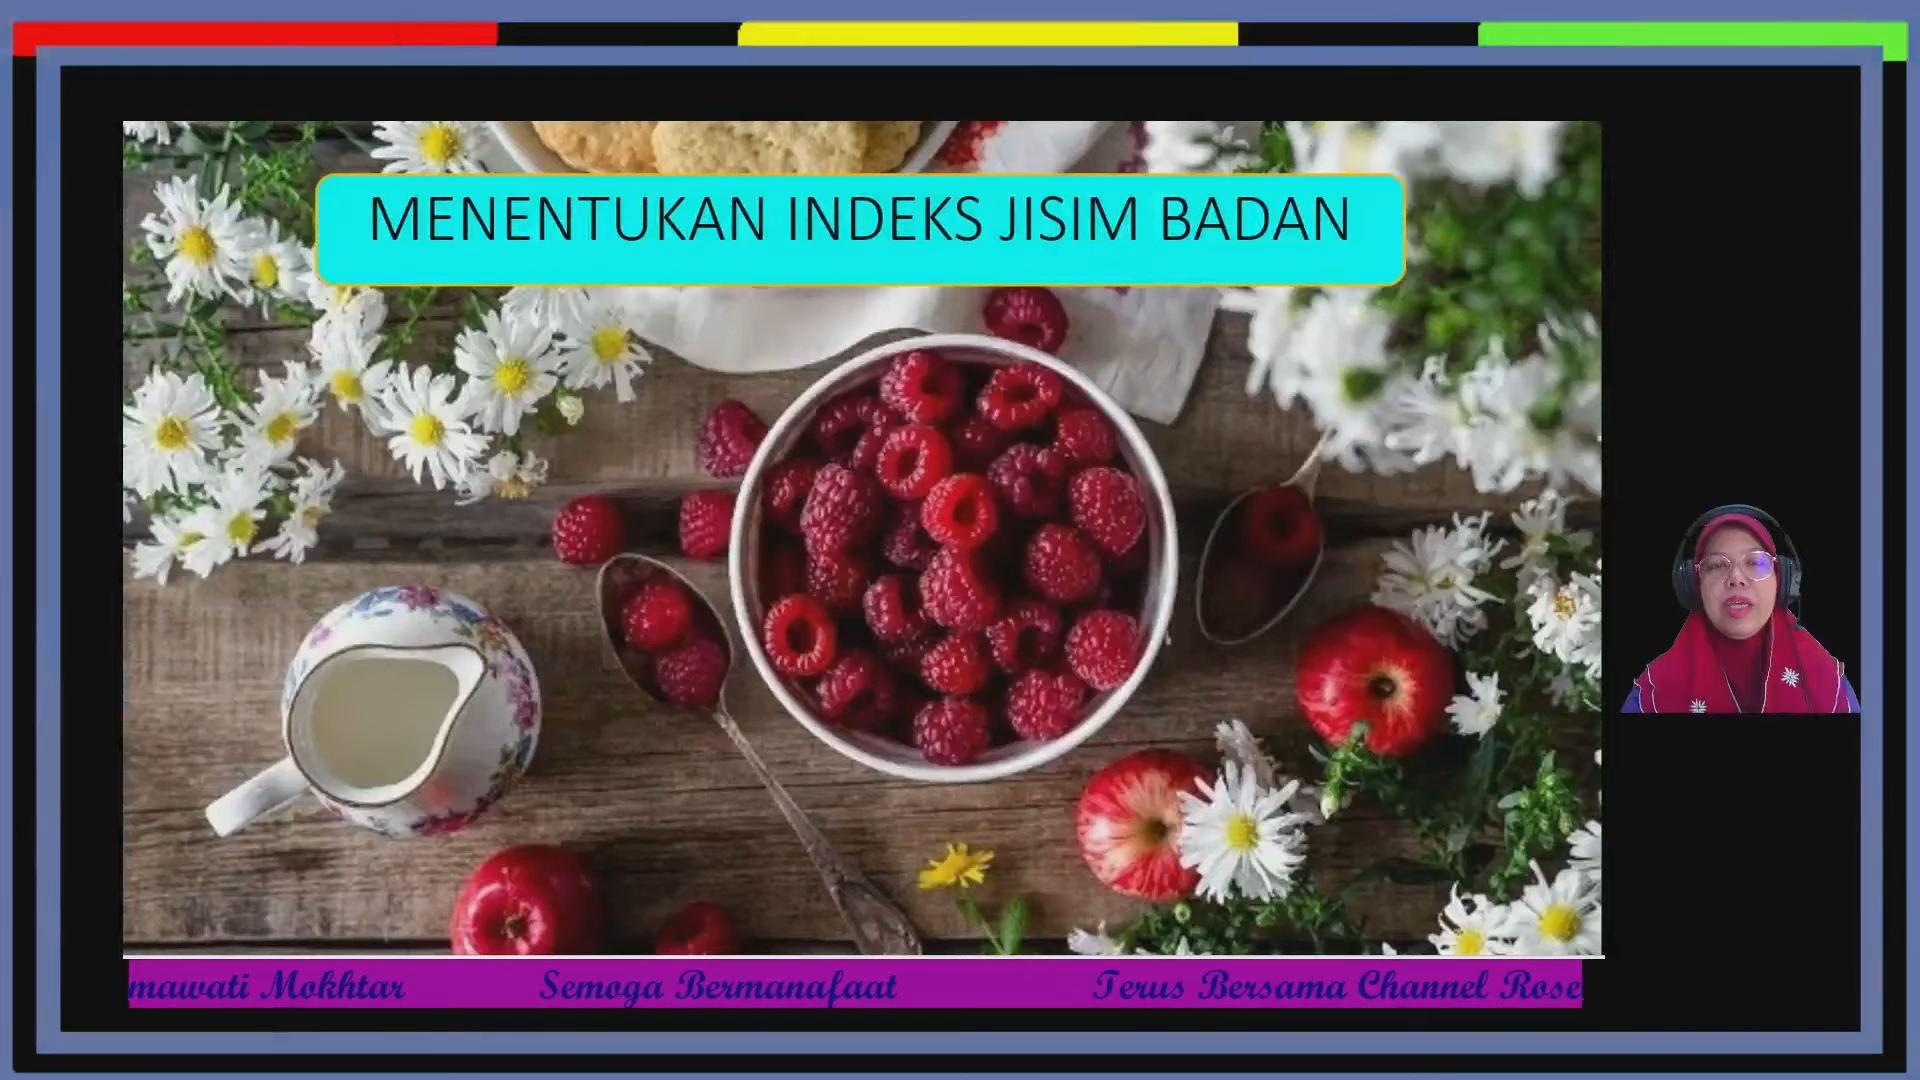 MENENTUKAN INDEKS JISIM BADAN
mawati Mokhtar Semoga Bermanafaat Terus Bersama Channel Rose